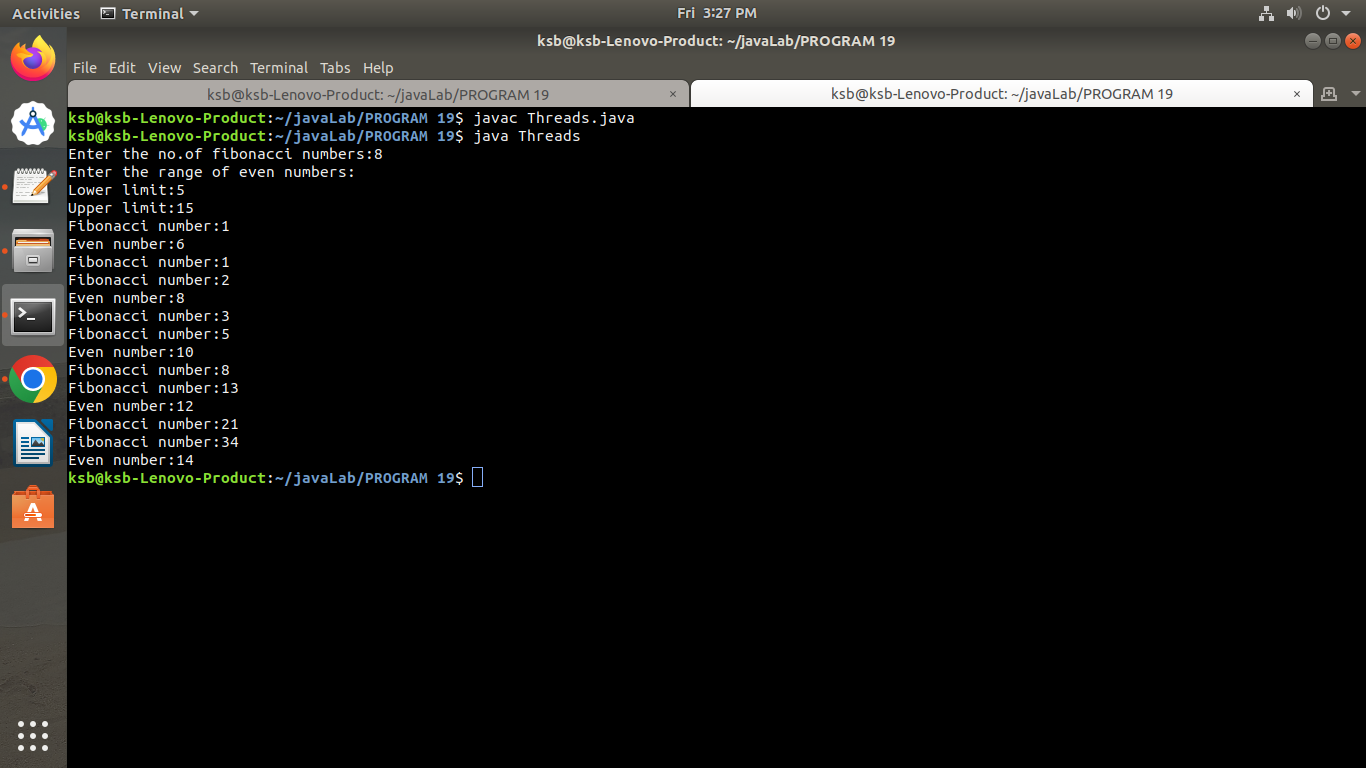 Activities Terminal Fri 3:27 PM
ksb@ksb-Lenovo-Product: ~/javaLab/PROGRAM 19
File Edit View Search Terminal Tabs Help
ksb@ksb-Lenovo-Product: ~/javaLab/PROGRAM 19 × ksb@ksb-Lenovo-Product: ~/javaLab/PROGRAM 19 ×
ksb@ksb-Lenovo-Product:~/javaLab/PROGRAM 19$ javac Threads.java
ksb@ksb-Lenovo-Product:~/javaLab/PROGRAM 19$ java Threads
Enter the no.of fibonacci numbers:8
Enter the range of even numbers:
Lower limit:5
Upper limit:15
Fibonacci number:1
Even number:6
Fibonacci number:1
Fibonacci number:2
Even number:8
Fibonacci number:3
Fibonacci number:5
Even number:10
Fibonacci number:8
Fibonacci number:13
Even number:12
Fibonacci number:21
Fibonacci number:34
Even number:14
ksb@ksb-Lenovo-Product:~/javaLab/PROGRAM 19$